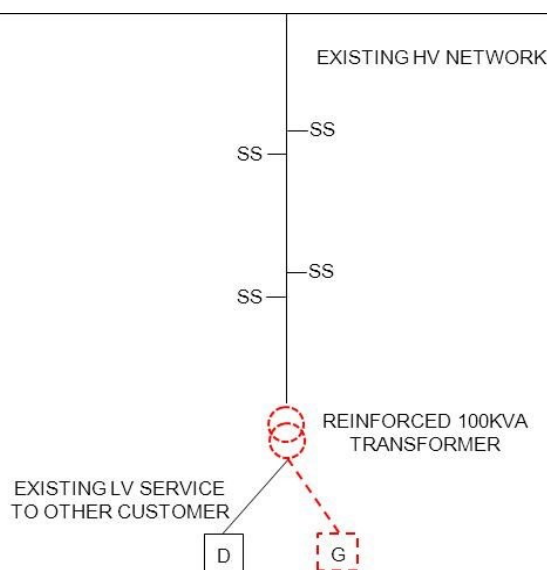 EXISTING HV NETWORK
SS
SS
SS
SS
REINFORCED 100KVA
TRANSFORMER
EXISTING LV SERVICE
TO OTHER CUSTOMER
D
G